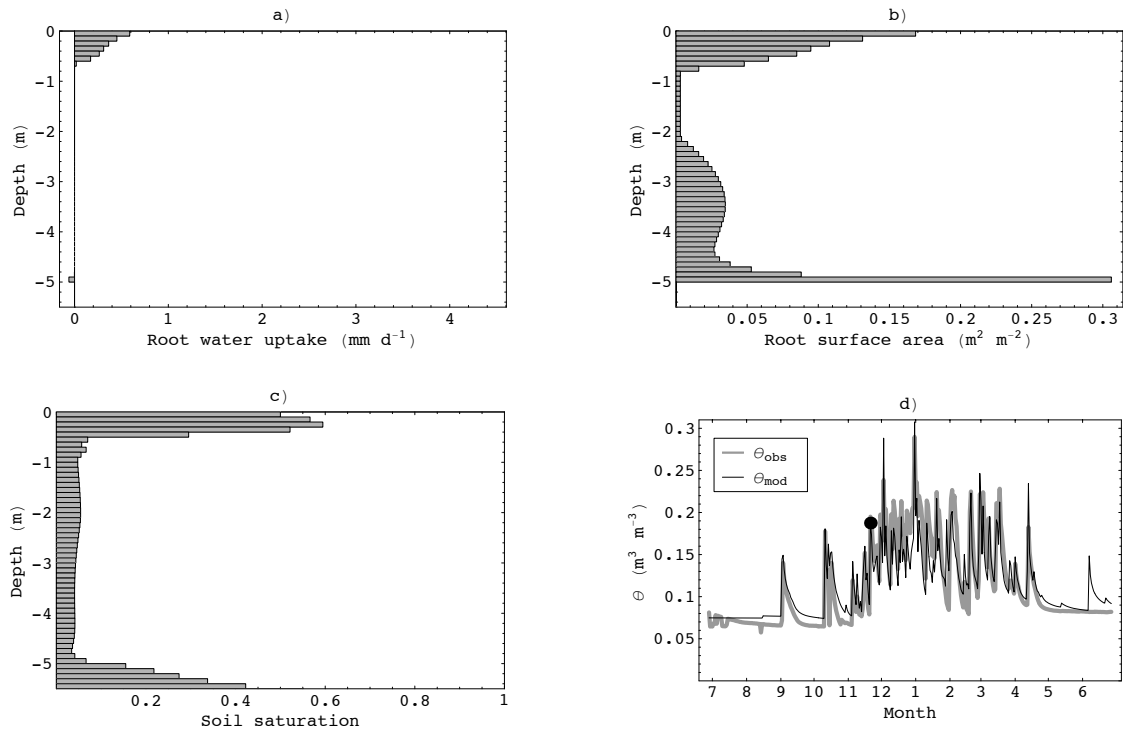 a)
0
-1
-2
-3
-4
-5
Depth (m)
0 1 2 3 4
Root water uptake (mm d⁻¹)
b)
0
-1
-2
-3
-4
-5
Depth (m)
0.05 0.1 0.15 0.2 0.25 0.3
Root surface area (m² m⁻²)
c)
0
-1
-2
-3
-4
-5
Depth (m)
0.2 0.4 0.6 0.8 1
Soil saturation
d)
0.3
0.25
0.2
0.15
0.1
0.05
θ (m³ m⁻³)
θobs
θmod
7 8 9 10 11 12 1 2 3 4 5 6
Month